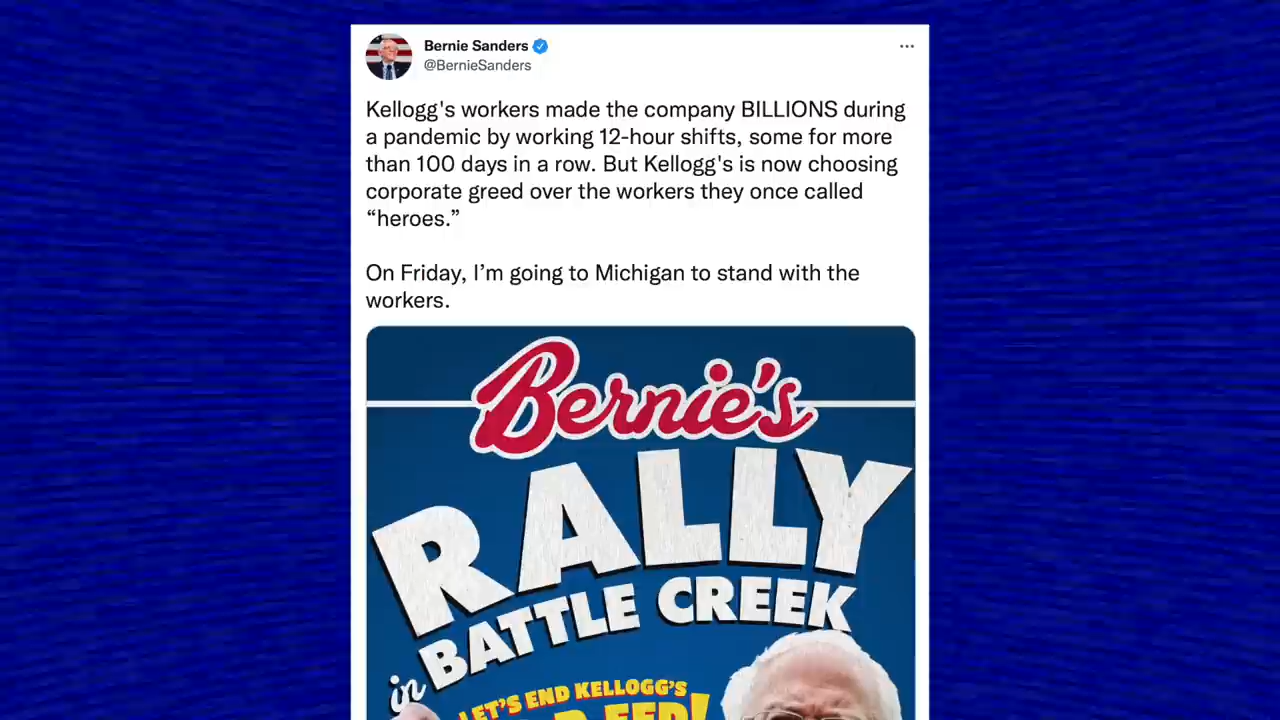 Bernie Sanders
@BernieSanders
Kellogg's workers made the company BILLIONS during
a pandemic by working 12-hour shifts, some for more
than 100 days in a row. But Kellogg's is now choosing
corporate greed over the workers they once called
“heroes.”
On Friday, I’m going to Michigan to stand with the
workers.
Bernie's
RALLY
in BATTLE CREEK
LET'S END KELLOGG'S